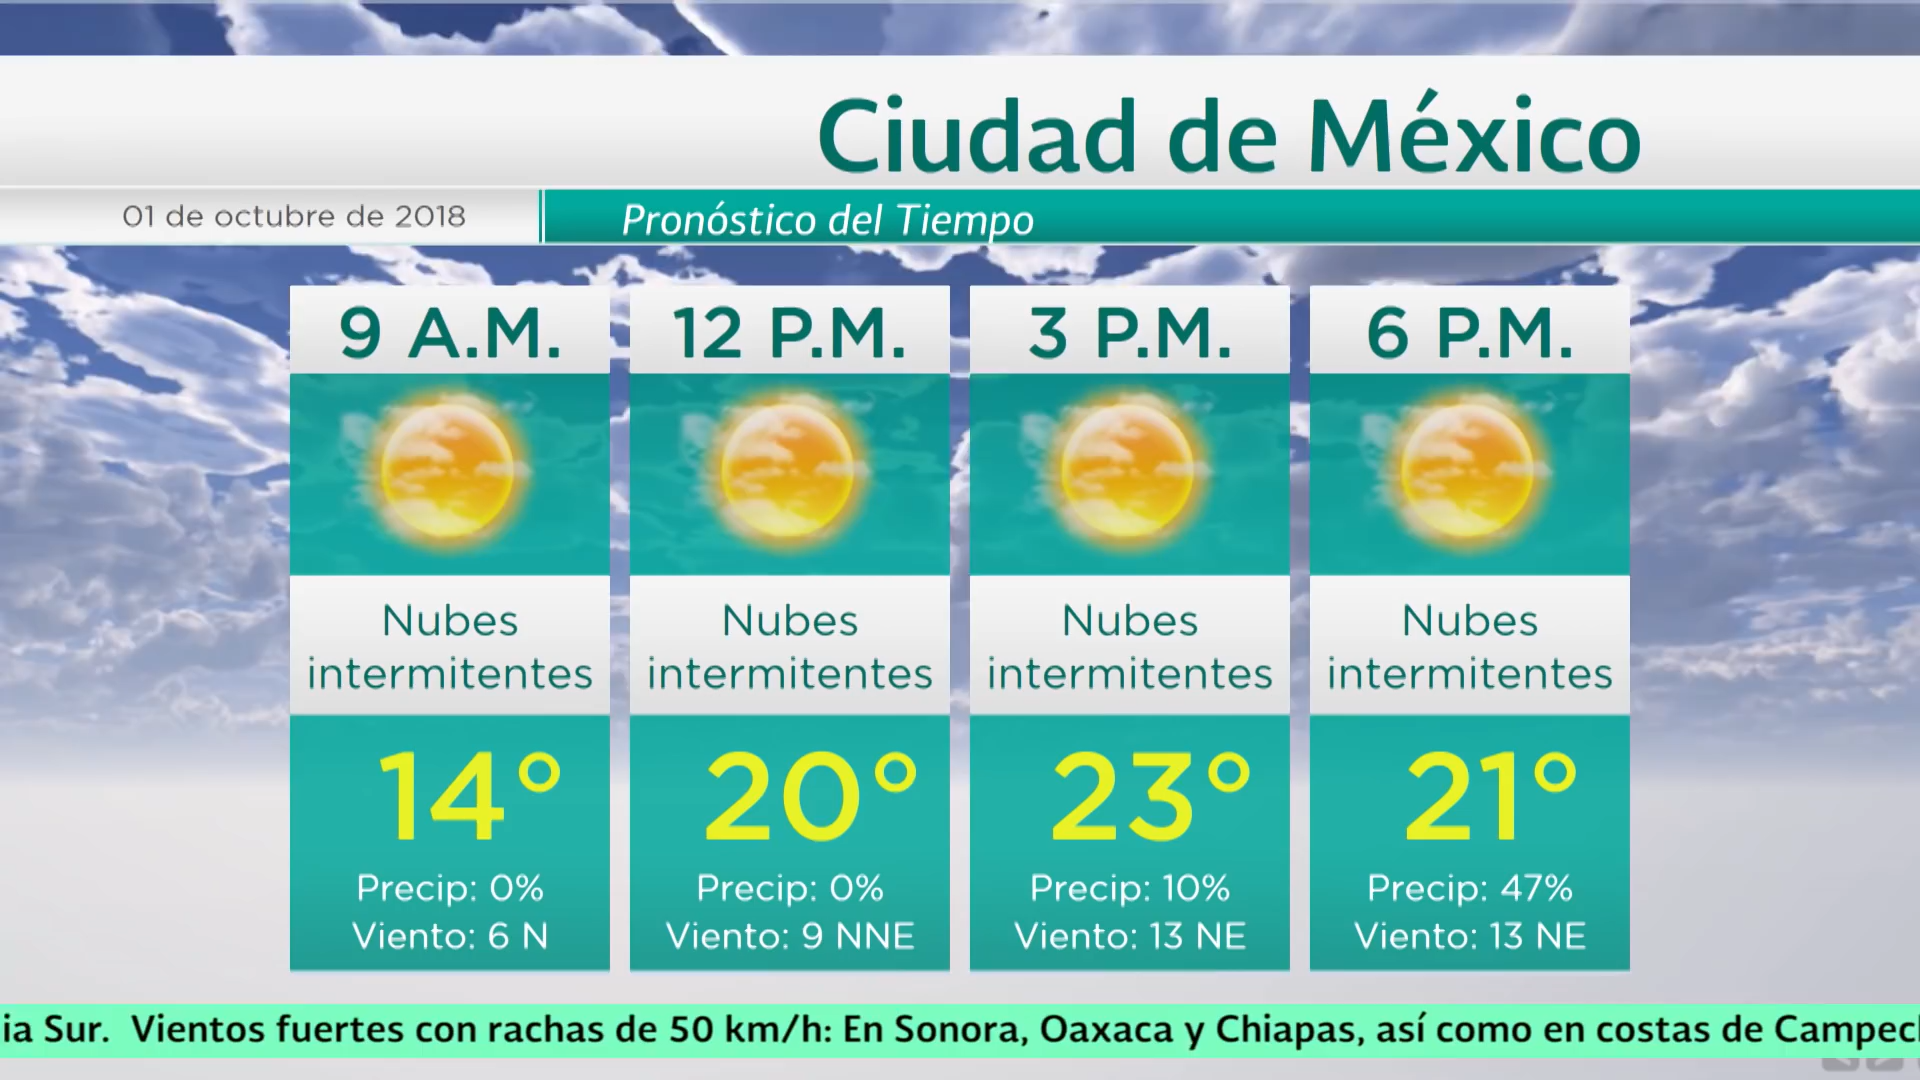 Ciudad de México
01 de octubre de 2018
Pronóstico del Tiempo
9 A.M.
Nubes
intermitentes
14°
Precip: 0%
Viento: 6 N
12 P.M.
Nubes
intermitentes
20°
Precip: 0%
Viento: 9 NNE
3 P.M.
Nubes
intermitentes
23°
Precip: 10%
Viento: 13 NE
6 P.M.
Nubes
intermitentes
21°
Precip: 47%
Viento: 13 NE
ia Sur. Vientos fuertes con rachas de 50 km/h: En Sonora, Oaxaca y Chiapas, así como en costas de Campec